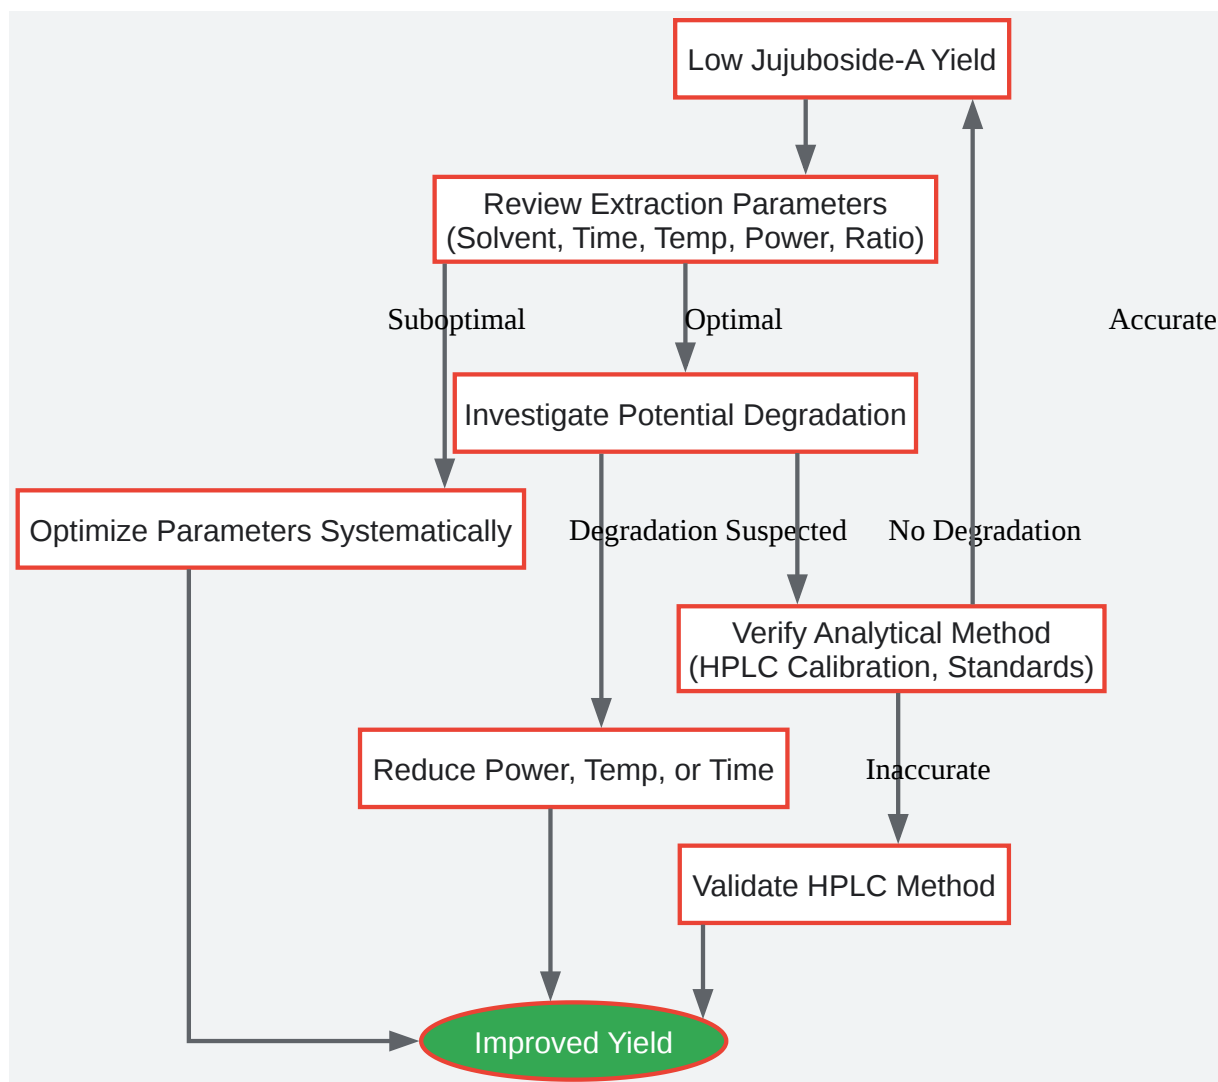 Low Jujuboside-A Yield
Review Extraction Parameters
(Solvent, Time, Temp, Power, Ratio)
Suboptimal
Optimal
Accurate
Investigate Potential Degradation
Optimize Parameters Systematically
Degradation Suspected
No Degradation
Verify Analytical Method
(HPLC Calibration, Standards)
Reduce Power, Temp, or Time
Inaccurate
Validate HPLC Method
Improved Yield